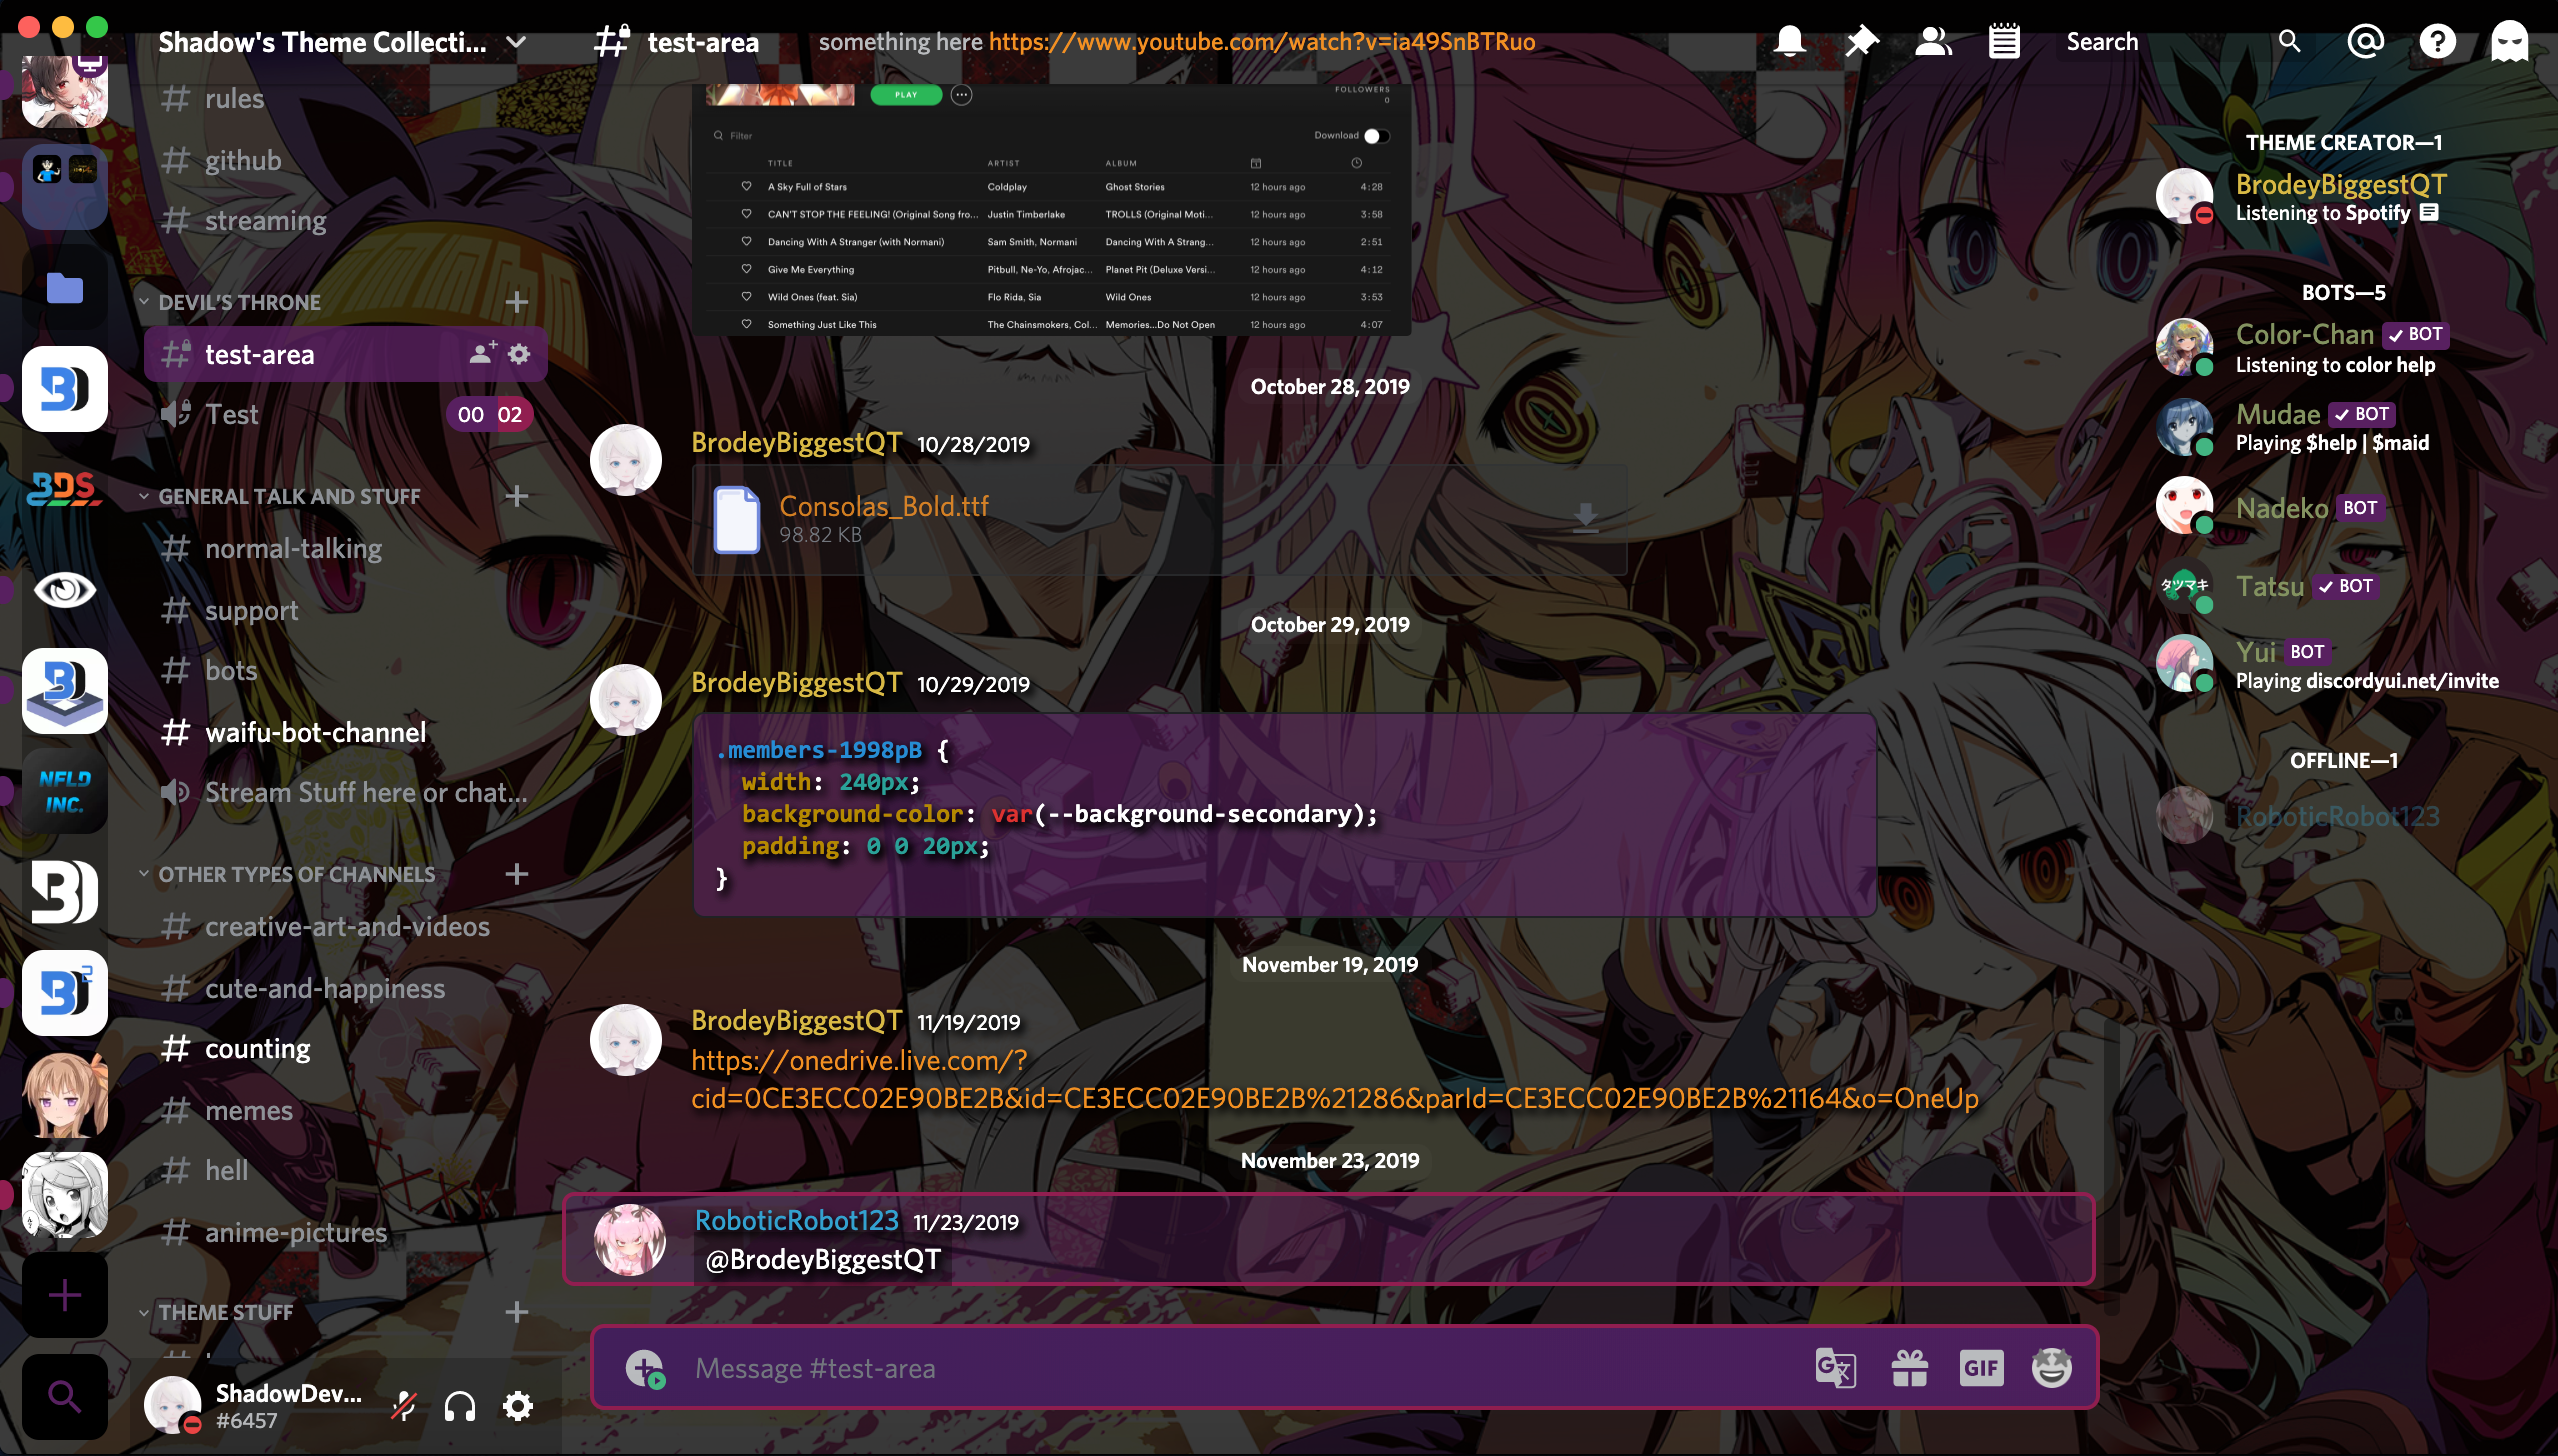 Shadow's Theme Collecti...
test-area
something here https://www.youtube.com/watch?v=ia49SnBTRuo
Search
rules
github
streaming
DEVIL'S THRONE
test-area
Test
00 02
GENERAL TALK AND STUFF
normal-talking
support
bots
waifu-bot-channel
Stream Stuff here or chat...
OTHER TYPES OF CHANNELS
creative-art-and-videos
cute-and-happiness
counting
memes
hell
anime-pictures
THEME STUFF
ShadowDev...
#6457
BDS
NFLD
INC.
PLAY
FOLLOWERS
0
Filter
Download
TITLE ARTIST ALBUM
A Sky Full of Stars Coldplay Ghost Stories 12 hours ago 4:28
CAN'T STOP THE FEELING! (Original Song fro... Justin Timberlake TROLLS (Original Moti... 12 hours ago 3:58
Dancing With A Stranger (with Normani) Sam Smith, Normani Dancing With A Strang... 12 hours ago 2:51
Give Me Everything Pitbull, Ne-Yo, Afrojac... Planet Pit (Deluxe Versi... 12 hours ago 4:12
Wild Ones (feat. Sia) Flo Rida, Sia Wild Ones 12 hours ago 3:53
Something Just Like This The Chainsmokers, Col... Memories...Do Not Open 12 hours ago 4:07
October 28, 2019
BrodeyBiggestQT 10/28/2019
Consolas_Bold.ttf
98.82 KB
October 29, 2019
BrodeyBiggestQT 10/29/2019
.members-1998pB {
width: 240px;
background-color: var(--background-secondary);
padding: 0 0 20px;
}
November 19, 2019
BrodeyBiggestQT 11/19/2019
https://onedrive.live.com/?
cid=0CE3ECC02E90BE2B&id=CE3ECC02E90BE2B%21286&parId=CE3ECC02E90BE2B%21164&o=OneUp
November 23, 2019
RoboticRobot123 11/23/2019
@BrodeyBiggestQT
Message #test-area
GIF
THEME CREATOR—1
BrodeyBiggestQT
Listening to Spotify
BOTS—5
Color-Chan BOT
Listening to color help
Mudae BOT
Playing $help | $maid
Nadeko BOT
タツマキ
Tatsu BOT
Yui BOT
Playing discordyui.net/invite
OFFLINE—1
RoboticRobot123